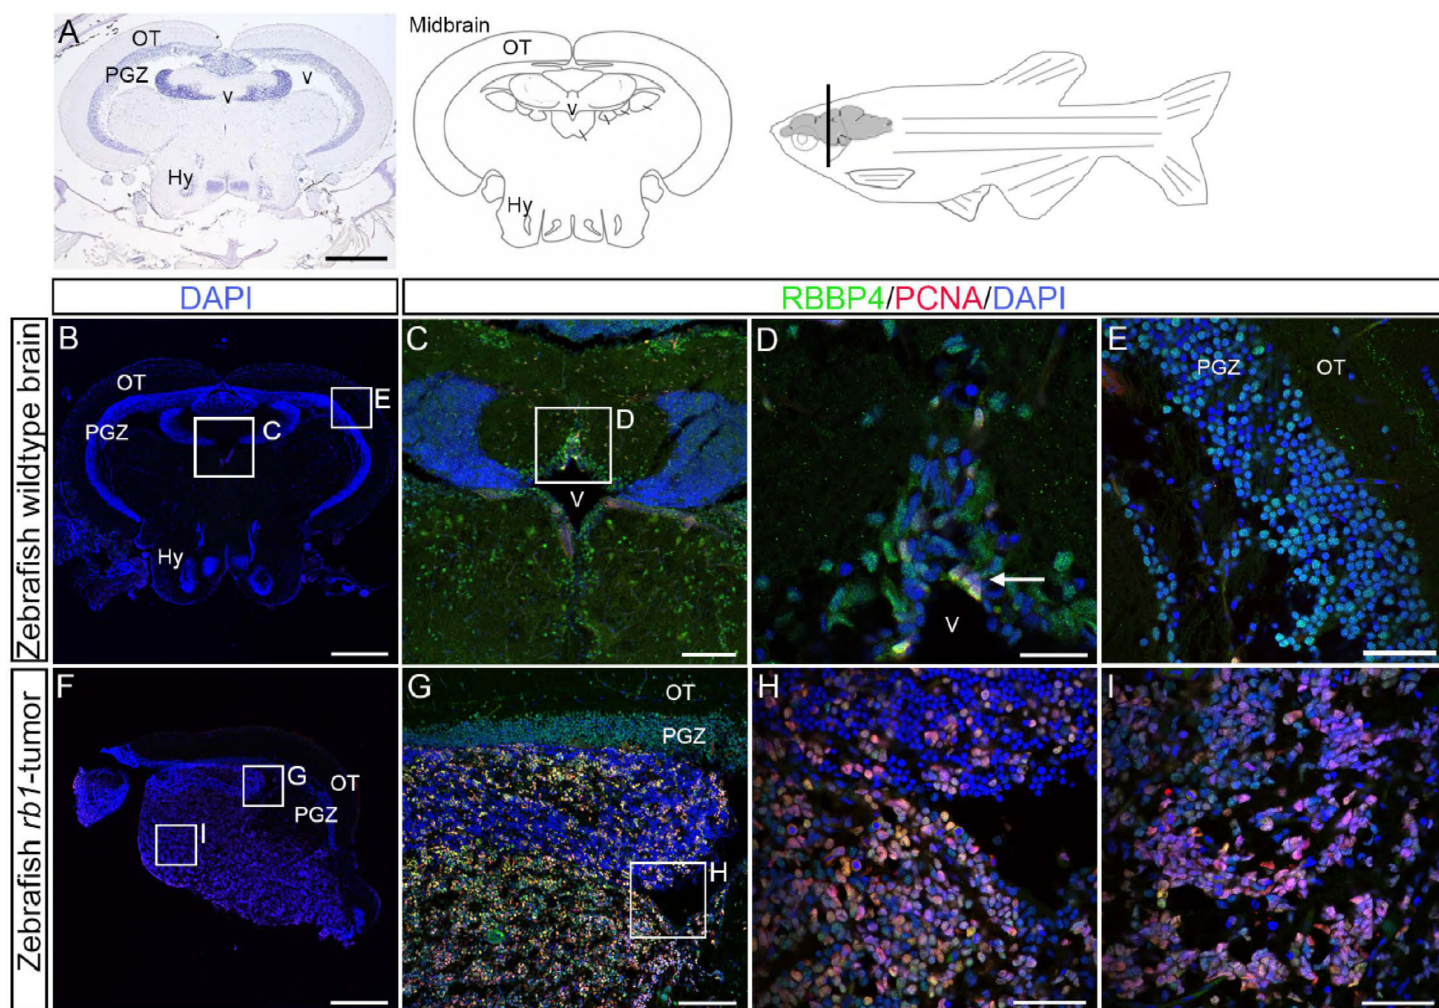 A
OT
PGZ
V
V
Hy
Midbrain
OT
V
Hy
DAPI
RBBP4/PCNA/DAPI
Zebrafish wildtype brain
B
OT
E
PGZ
C
Hy
C
D
V
D
V
E
PGZ
OT
Zebrafish rb1-tumor
F
G
OT
PGZ
I
G
OT
PGZ
H
H
I